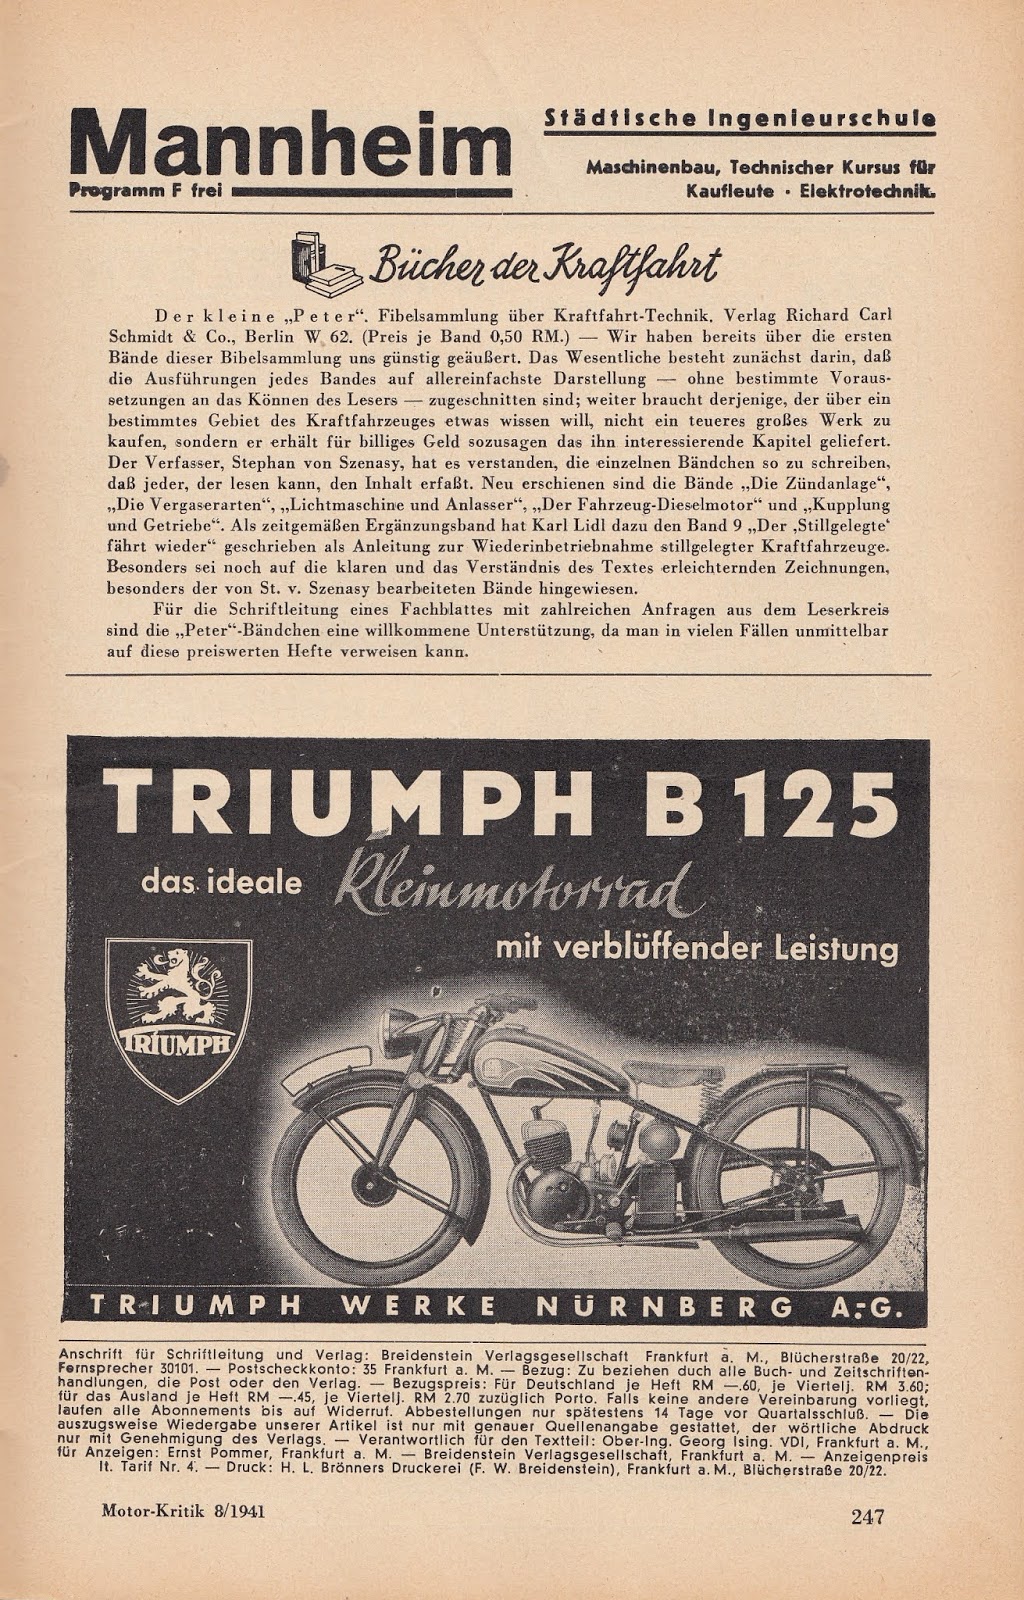 Mannheim
Programm F frei
Städtische Ingenieurschule
Maschinenbau, Technischer Kursus für
Kaufleute · Elektrotechnik.
Bücher der Kraftfahrt
Der kleine „Peter“. Fibelsammlung über Kraftfahrt-Technik. Verlag Richard Carl
Schmidt & Co., Berlin W 62. (Preis je Band 0,50 RM.) — Wir haben bereits über die ersten
Bände dieser Bibelsammlung uns günstig geäußert. Das Wesentliche besteht zunächst darin, daß
die Ausführungen jedes Bandes auf allereinfachste Darstellung — ohne bestimmte Voraus-
setzungen an das Können des Lesers — zugeschnitten sind; weiter braucht derjenige, der über ein
bestimmtes Gebiet des Kraftfahrzeuges etwas wissen will, nicht ein teueres großes Werk zu
kaufen, sondern er erhält für billiges Geld sozusagen das ihn interessierende Kapitel geliefert.
Der Verfasser, Stephan von Szenasy, hat es verstanden, die einzelnen Bändchen so zu schreiben,
daß jeder, der lesen kann, den Inhalt erfaßt. Neu erschienen sind die Bände „Die Zündanlage“,
„Die Vergaserarten“, „Lichtmaschine und Anlasser“, „Der Fahrzeug-Dieselmotor“ und „Kupplung
und Getriebe“. Als zeitgemäßen Ergänzungsband hat Karl Lidl dazu den Band 9 „Der ‚Stillgelegte‘
fährt wieder“ geschrieben als Anleitung zur Wiederinbetriebnahme stillgelegter Kraftfahrzeuge.
Besonders sei noch auf die klaren und das Verständnis des Textes erleichternden Zeichnungen,
besonders der von St. v. Szenasy bearbeiteten Bände hingewiesen.
Für die Schriftleitung eines Fachblattes mit zahlreichen Anfragen aus dem Leserkreis
sind die „Peter“-Bändchen eine willkommene Unterstützung, da man in vielen Fällen unmittelbar
auf diese preiswerten Hefte verweisen kann.
TRIUMPH B 125
das ideale Kleinmotorrad
mit verblüffender Leistung
TRIUMPH
TRIUMPH WERKE NÜRNBERG A.-G.
Anschrift für Schriftleitung und Verlag: Breidenstein Verlagsgesellschaft Frankfurt a. M., Blücherstraße 20/22,
Fernsprecher 30101. — Postscheckkonto: 35 Frankfurt a. M. — Bezug: Zu beziehen duch alle Buch- und Zeitschriften-
handlungen, die Post oder den Verlag. — Bezugspreis: Für Deutschland je Heft RM —.60, je Viertelj. RM 3.60;
für das Ausland je Heft RM —.45, je Viertelj. RM 2.70 zuzüglich Porto. Falls keine andere Vereinbarung vorliegt,
laufen alle Abonnements bis auf Widerruf. Abbestellungen nur spätestens 14 Tage vor Quartalsschluß. — Die
auszugsweise Wiedergabe unserer Artikel ist nur mit genauer Quellenangabe gestattet, der wörtliche Abdruck
nur mit Genehmigung des Verlags. — Verantwortlich für den Textteil: Ober-Ing. Georg Ising. VDI, Frankfurt a. M.,
für Anzeigen: Ernst Pommer, Frankfurt a. M. — Breidenstein Verlagsgesellschaft, Frankfurt a. M. — Anzeigenpreis
lt. Tarif Nr. 4. — Druck: H. L. Brönners Druckerei (F. W. Breidenstein), Frankfurt a. M., Blücherstraße 20/22.
Motor-Kritik 8/1941
247